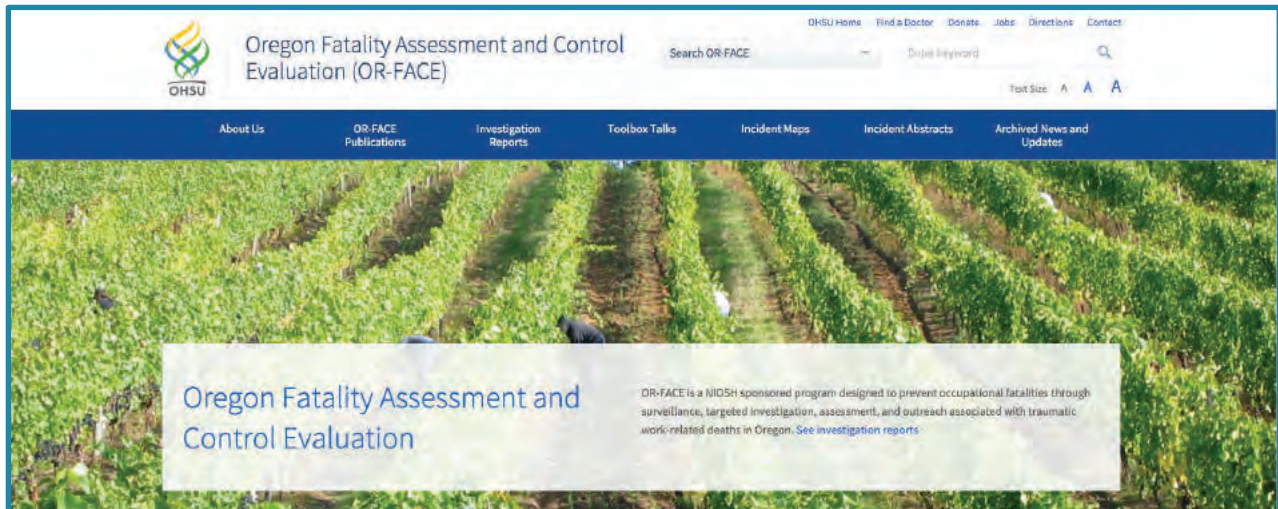 OHSU Home Find a Doctor Donate Jobs Directions Contact
OHSU
Oregon Fatality Assessment and Control
Evaluation (OR-FACE)
Search OR-FACE
Enter keyword
Text Size A A A
About Us
OR-FACE
Publications
Investigation
Reports
Toolbox Talks
Incident Maps
Incident Abstracts
Archived News and
Updates
Oregon Fatality Assessment and
Control Evaluation
OR-FACE is a NIOSH sponsored program designed to prevent occupational fatalities through
surveillance, targeted investigation, assessment, and outreach associated with traumatic
work-related deaths in Oregon. See investigation reports